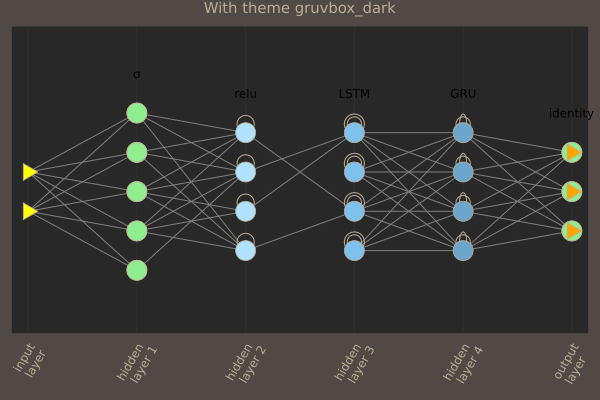 With theme gruvbox_dark
σ
relu
LSTM
GRU
identity
input
layer
hidden
layer 1
hidden
layer 2
hidden
layer 3
hidden
layer 4
output
layer